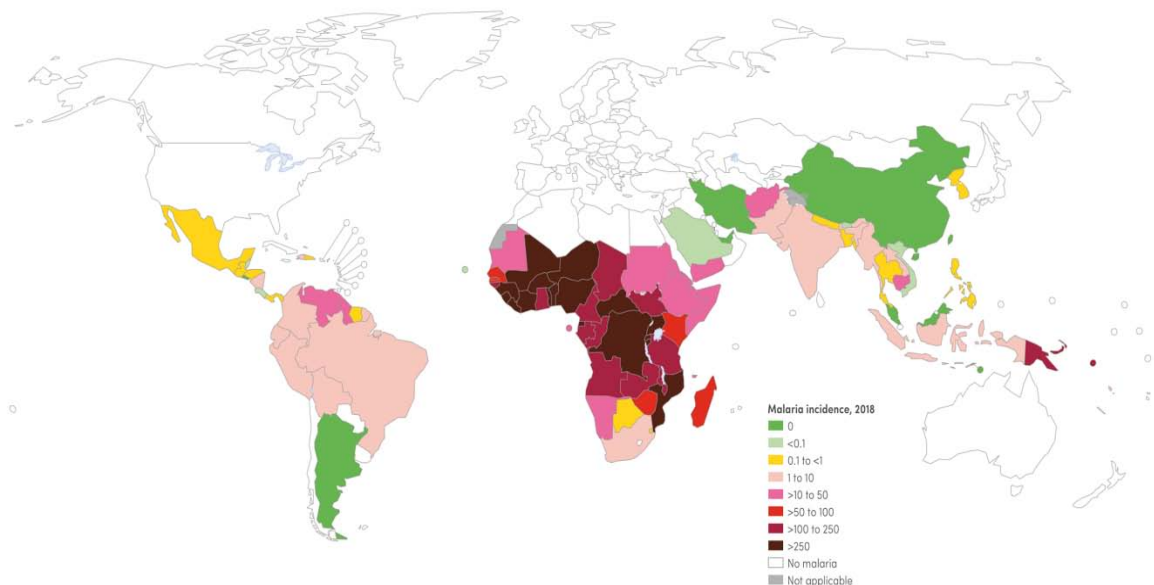 Malaria incidence, 2018
0
<0.1
0.1 to <1
1 to 10
>10 to 50
>50 to 100
>100 to 250
>250
No malaria
Not applicable